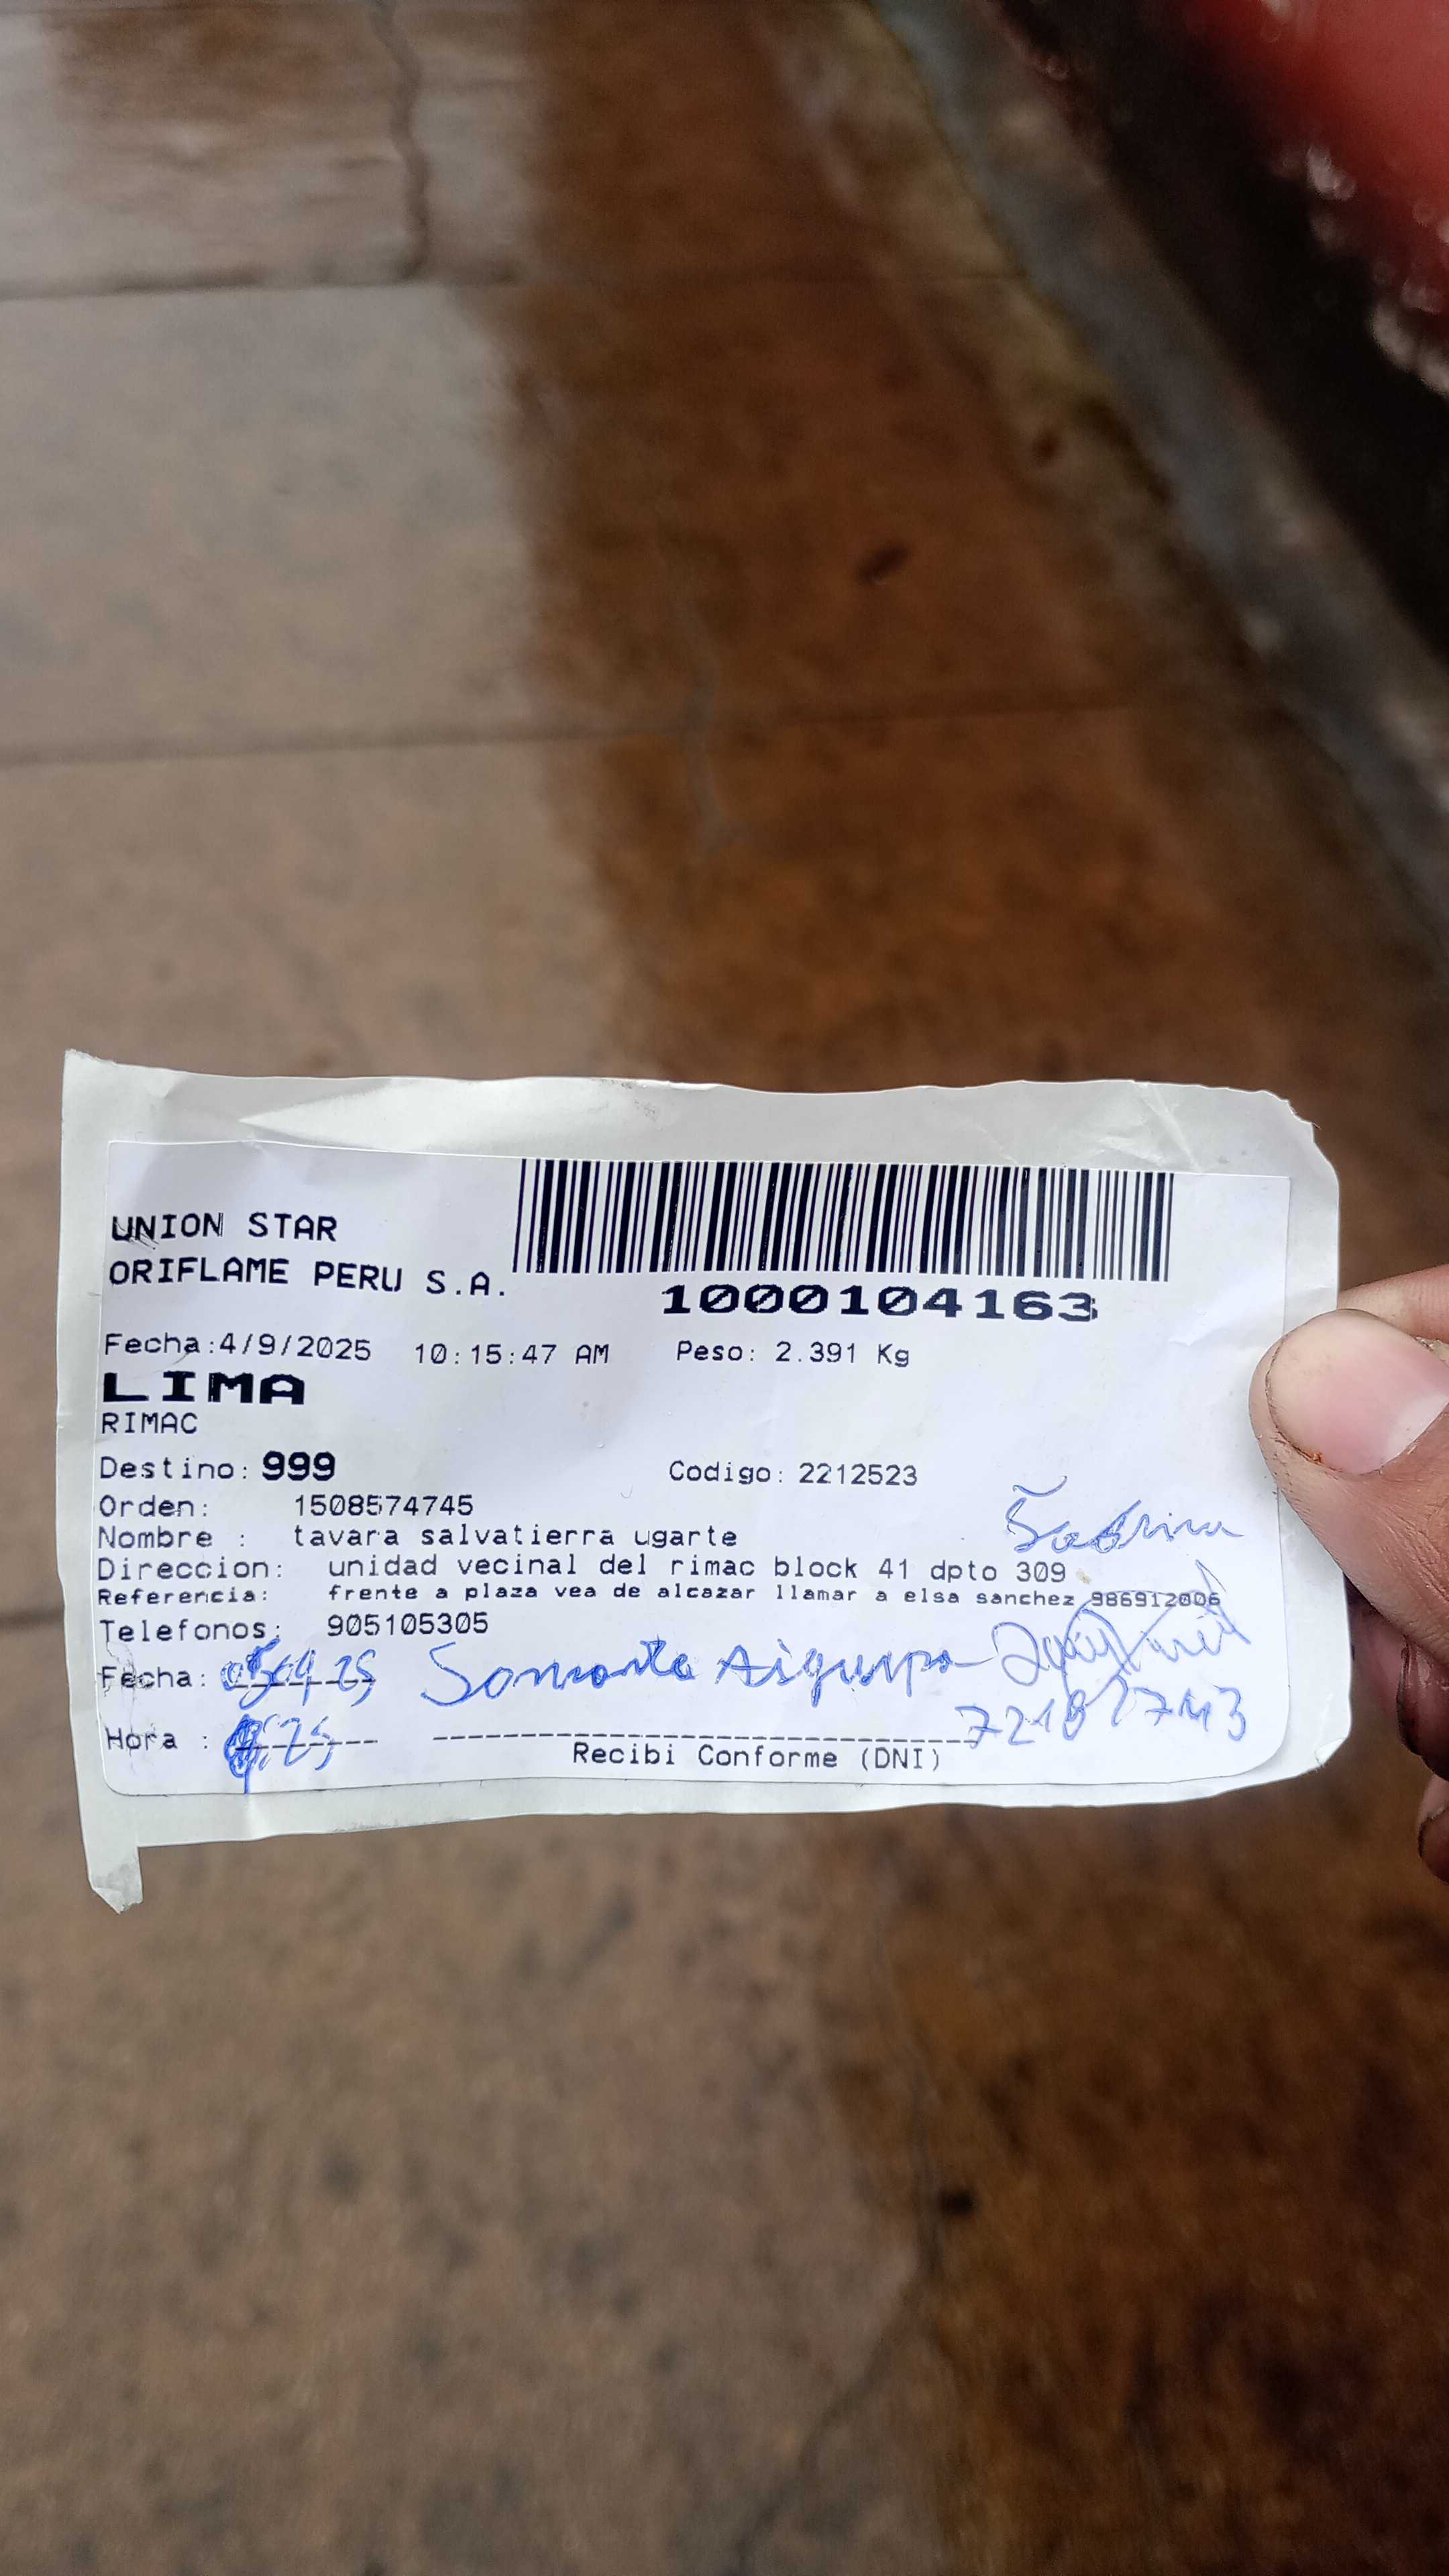 UNION STAR
ORIFLAME PERU S.A.
1000104163
Fecha:4/9/2025 10:15:47 AM Peso: 2.391 Kg
LIMA
RIMAC
Destino: 999 Codigo: 2212523
Orden: 1508574745
Nombre : tavara salvatierra ugarte
Direccion: unidad vecinal del rimac block 41 dpto 309
Referencia: frente a plaza vea de alcazar llamar a elsa sanchez 986912006
Telefonos: 905105305
Fecha:
Hora :
Recibi Conforme (DNI)